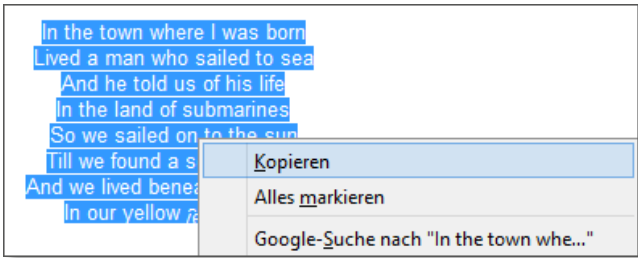 In the town where I was born
Lived a man who sailed to sea
And he told us of his life
In the land of submarines
So we sailed on to the sun
Till we found a s
And we lived benea
In our yellow
Kopieren
Alles markieren
Google-Suche nach "In the town whe..."